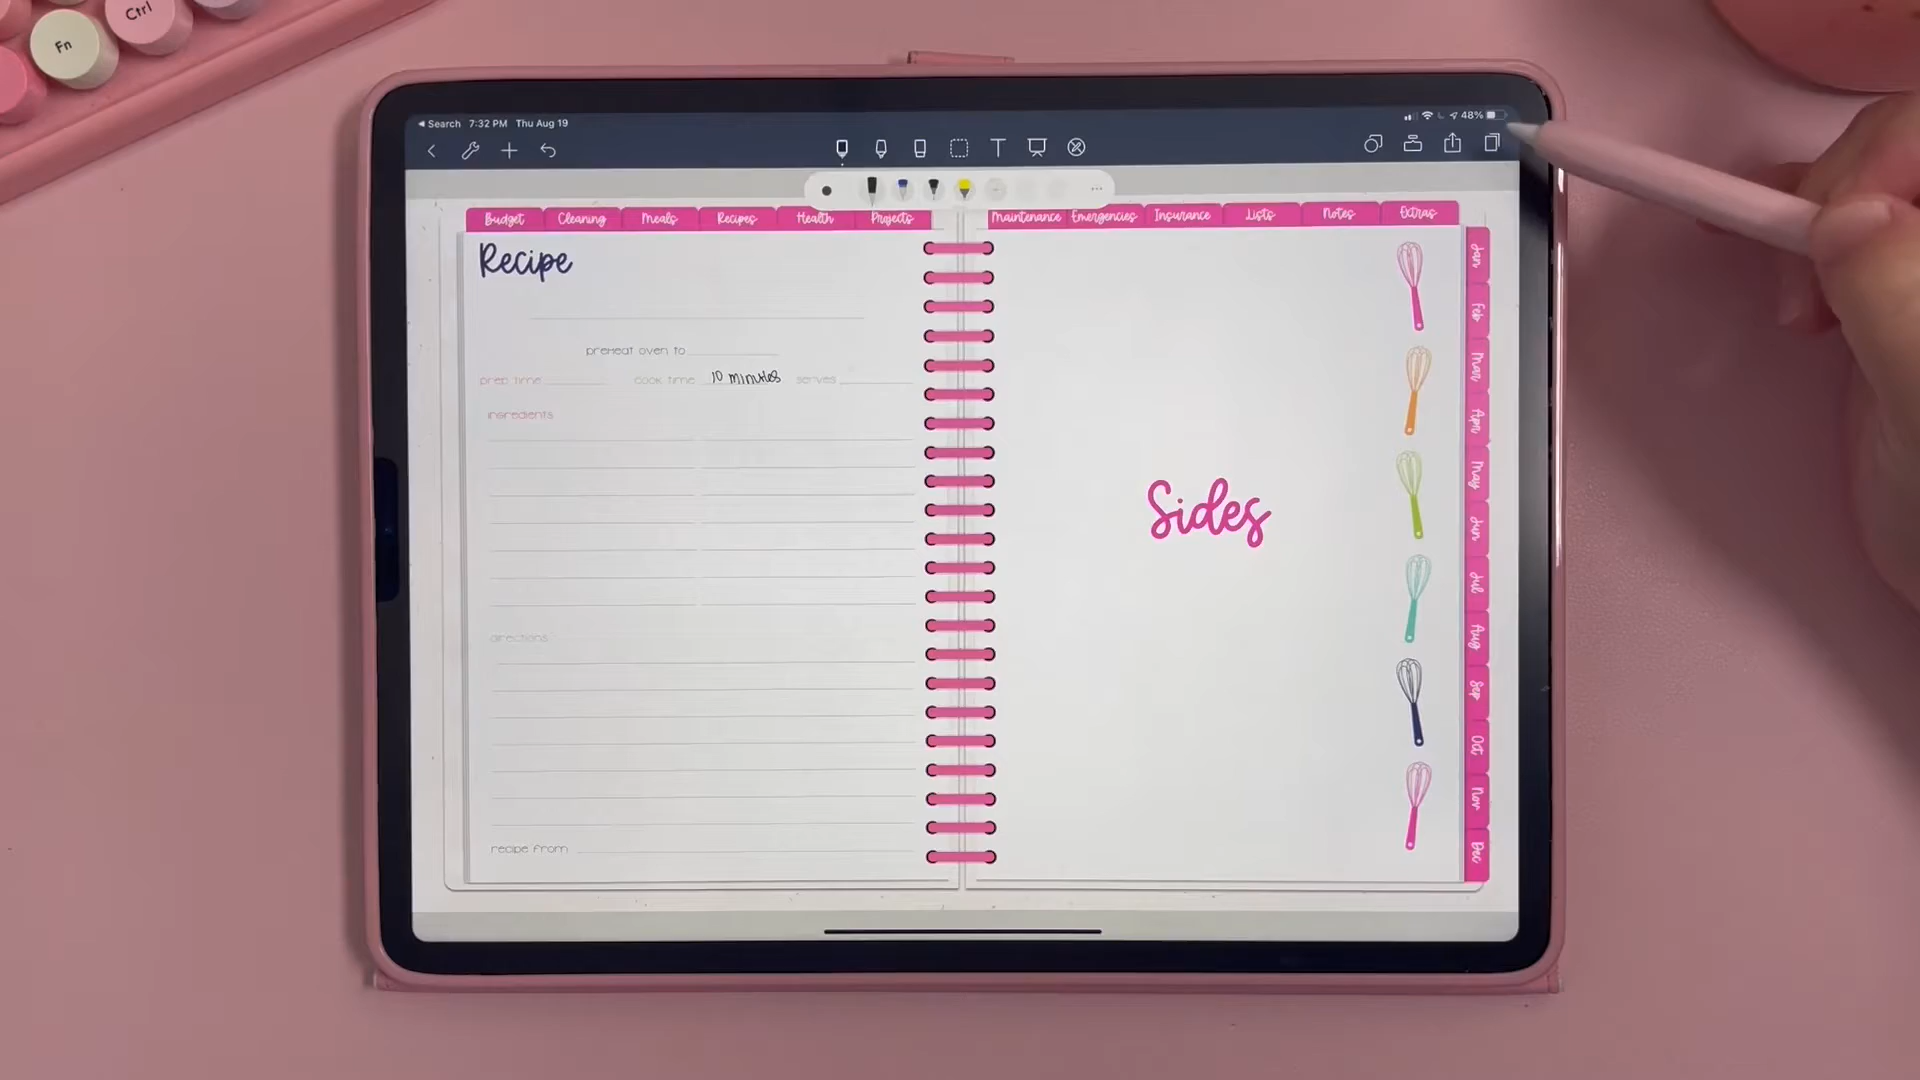 Fn
Ctrl
◀ Search 7:32 PM Thu Aug 19
48%
Budget Cleaning Meals Recipes Health Projects
Maintenance Emergencies Insurance Lists Notes Extras
Recipe
preheat oven to
prep time cook time 10 minutes serves
ingredients
directions
recipe from
Sides
Jan
Feb
Mar
Apr
May
Jun
Jul
Aug
Sep
Oct
Nov
Dec